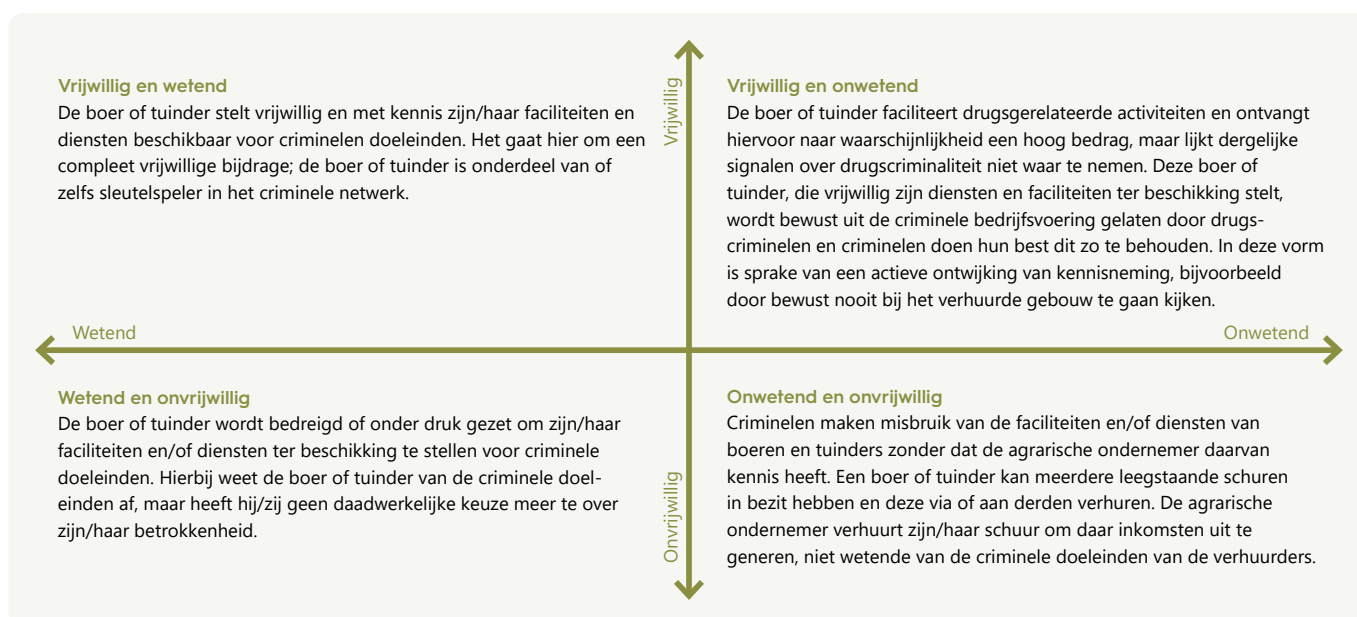 Vrijwillig en wetend
De boer of tuinder stelt vrijwillig en met kennis zijn/haar faciliteiten en
diensten beschikbaar voor criminelen doeleinden. Het gaat hier om een
compleet vrijwillige bijdrage; de boer of tuinder is onderdeel van of
zelfs sleutelspeler in het criminele netwerk.
Vrijwillig
Vrijwillig en onwetend
De boer of tuinder faciliteert drugsgerelateerde activiteiten en ontvangt
hiervoor naar waarschijnlijkheid een hoog bedrag, maar lijkt dergelijke
signalen over drugscriminaliteit niet waar te nemen. Deze boer of
tuinder, die vrijwillig zijn diensten en faciliteiten ter beschikking stelt,
wordt bewust uit de criminele bedrijfsvoering gelaten door drugs-
criminelen en criminelen doen hun best dit zo te behouden. In deze vorm
is sprake van een actieve ontwijking van kennisneming, bijvoorbeeld
door bewust nooit bij het verhuurde gebouw te gaan kijken.
Wetend
Onwetend
Wetend en onvrijwillig
De boer of tuinder wordt bedreigd of onder druk gezet om zijn/haar
faciliteiten en/of diensten ter beschikking te stellen voor criminele
doeleinden. Hierbij weet de boer of tuinder van de criminele doel-
einden af, maar heeft hij/zij geen daadwerkelijke keuze meer te over
zijn/haar betrokkenheid.
Onvrijwillig
Onwetend en onvrijwillig
Criminelen maken misbruik van de faciliteiten en/of diensten van
boeren en tuinders zonder dat de agrarische ondernemer daarvan
kennis heeft. Een boer of tuinder kan meerdere leegstaande schuren
in bezit hebben en deze via of aan derden verhuren. De agrarische
ondernemer verhuurt zijn/haar schuur om daar inkomsten uit te
generen, niet wetende van de criminele doeleinden van de verhuurders.